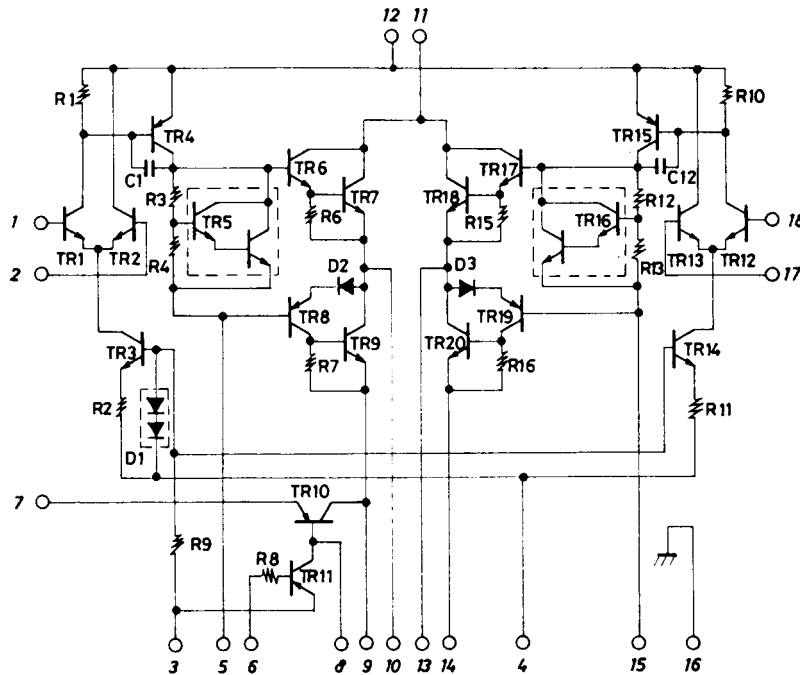 12 11
R1
R10
TR4
TR15
C1
TR6
TR17
C12
R3
TR7
TR18
R12
TR5
R6
R15
TR16
1
18
TR1 TR2
R4
D2
D3
R13
TR13 TR12
2
17
TR8
TR19
TR3
TR9
TR20
TR14
R7
R16
R2
R11
D1
7
TR10
R9
R8
TR11
3 6 5 8 9 10 13 14 4 15 16